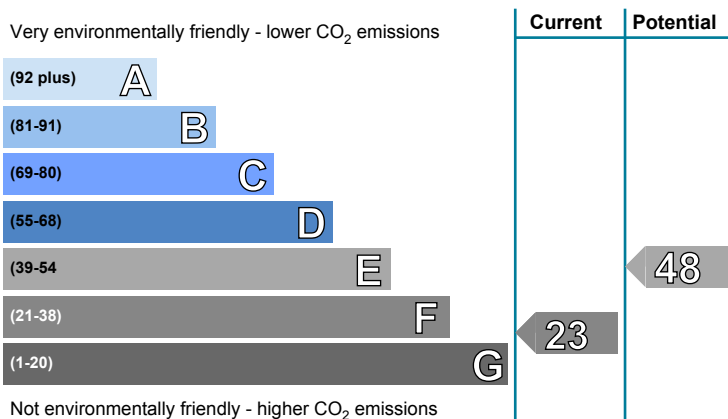 Current Potential
Very environmentally friendly - lower CO2 emissions
(92 plus) A
(81-91) B
(69-80) C
(55-68) D
(39-54 E
48
(21-38) F
23
(1-20) G
Not environmentally friendly - higher CO2 emissions